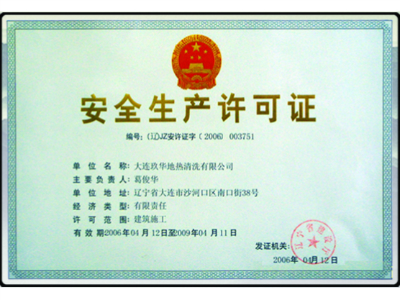 安全生产许可证
编号:(辽)JZ安许证字〔2006〕003751
单位名称:大连玖华地热清洗有限公司
主要负责人:葛俊华
单位地址:辽宁省大连市沙河口区南口街38号
经济类型:有限责任
许可范围:建筑施工
有效期2006年04月12日至2009年04月11日
发证机关:
2006年04月12日